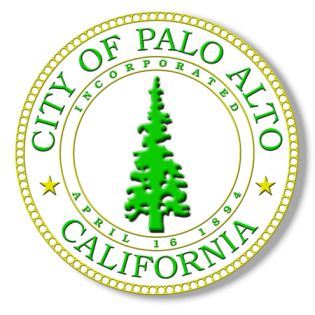 CITY OF PALO ALTO
INCORPORATED
APRIL 16 1894
CALIFORNIA